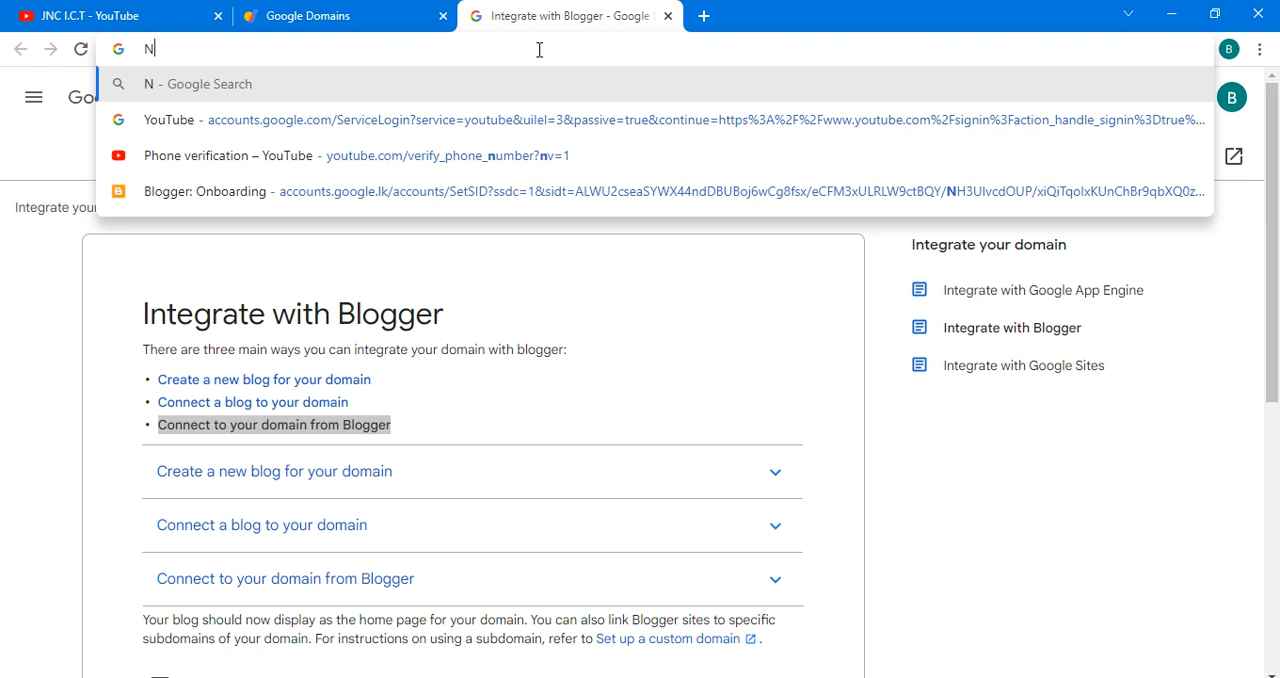 JNC I.C.T - YouTube
Google Domains
Integrate with Blogger - Google
N
B
N - Google Search
Go
B
YouTube - accounts.google.com/ServiceLogin?service=youtube&uilel=3&passive=true&continue=https%3A%2F%2Fwww.youtube.com%2Fsignin%3Faction_handle_signin%3Dtrue%...
Phone verification – YouTube - youtube.com/verify_phone_number?nv=1
Blogger: Onboarding - accounts.google.lk/accounts/SetSID?ssdc=1&sidt=ALWU2cseaSYWX44ndDBUBoj6wCg8fsx/eCFM3xULRLW9ctBQY/NH3UIvcdOUP/xiQiTqolxKUnChBr9qbXQ0z...
Integrate your
Integrate your domain
Integrate with Google App Engine
Integrate with Blogger
Integrate with Google Sites
Integrate with Blogger
There are three main ways you can integrate your domain with blogger:
• Create a new blog for your domain
• Connect a blog to your domain
• Connect to your domain from Blogger
Create a new blog for your domain
Connect a blog to your domain
Connect to your domain from Blogger
Your blog should now display as the home page for your domain. You can also link Blogger sites to specific
subdomains of your domain. For instructions on using a subdomain, refer to Set up a custom domain.